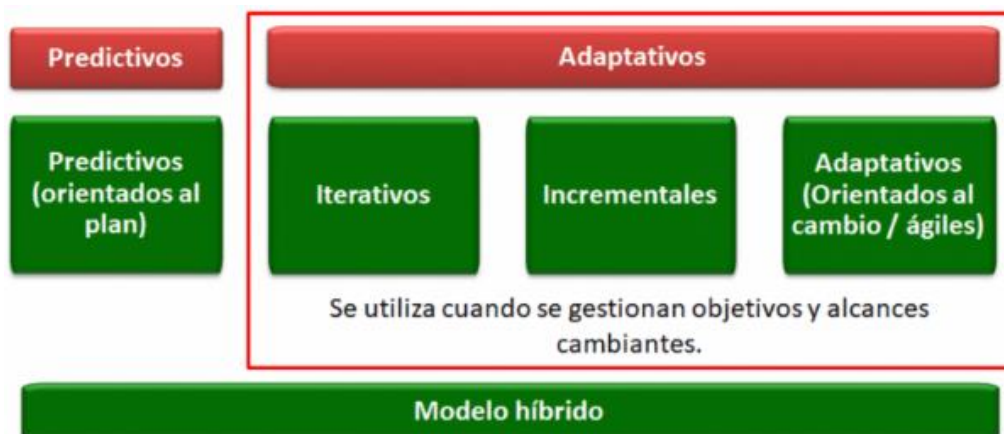 Predictivos
Adaptativos
Predictivos
(orientados al
plan)
Iterativos
Incrementales
Adaptativos
(Orientados al
cambio / ágiles)
Se utiliza cuando se gestionan objetivos y alcances
cambiantes.
Modelo híbrido